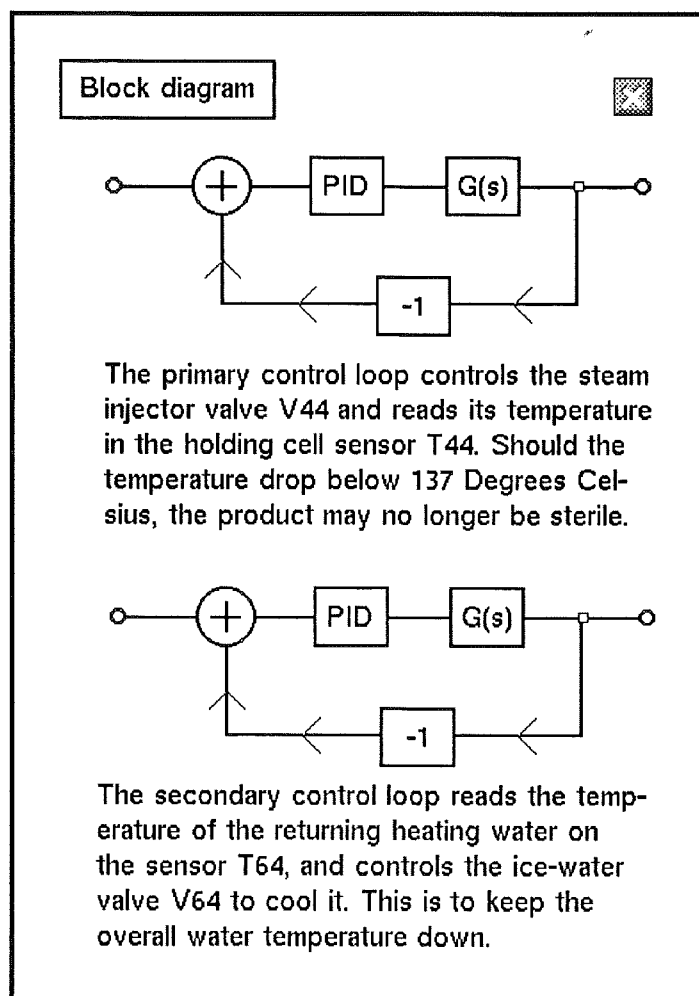 Block diagram
+ PID G(s)
-1
The primary control loop controls the steam
injector valve V44 and reads its temperature
in the holding cell sensor T44. Should the
temperature drop below 137 Degrees Cel-
sius, the product may no longer be sterile.
+ PID G(s)
-1
The secondary control loop reads the temp-
erature of the returning heating water on
the sensor T64, and controls the ice-water
valve V64 to cool it. This is to keep the
overall water temperature down.